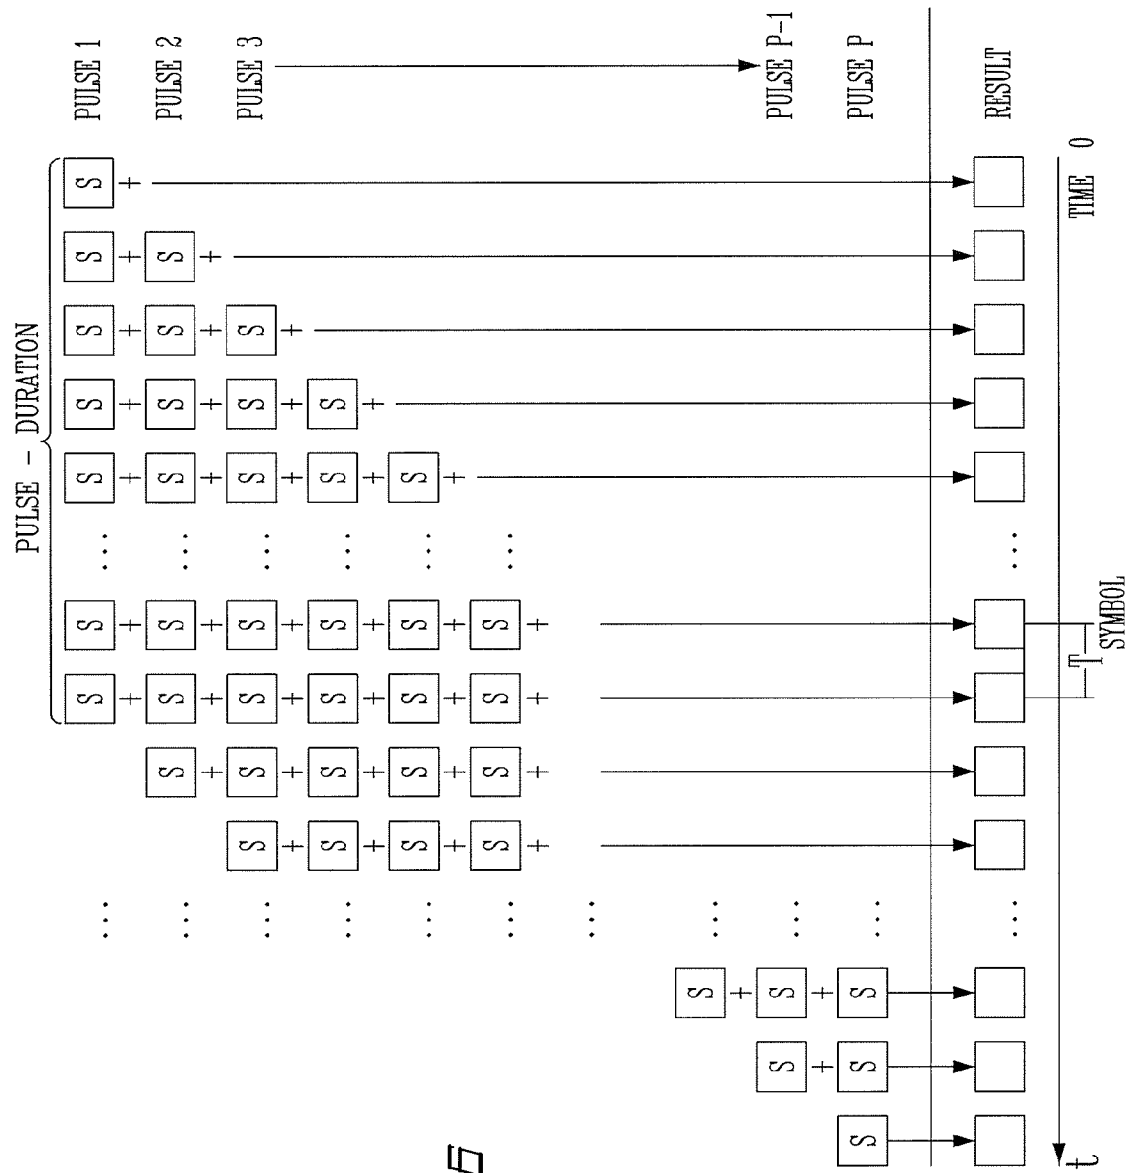 PULSE - DURATION
... S S ... S S S S S PULSE 1
+ + + + + + +
... S S S ... S S S S PULSE 2
+ + + + + + +
... S S S S ... S S S PULSE 3
+ + + + + + +
... S S S S ... S S
+ + + + + +
... S S S S ... S
+ + + + +
... S S S S ...
+ + + +
...
S ...
+
S S ... PULSE P-1
+ +
S S S ... PULSE P
... ... RESULT
t T SYMBOL TIME 0